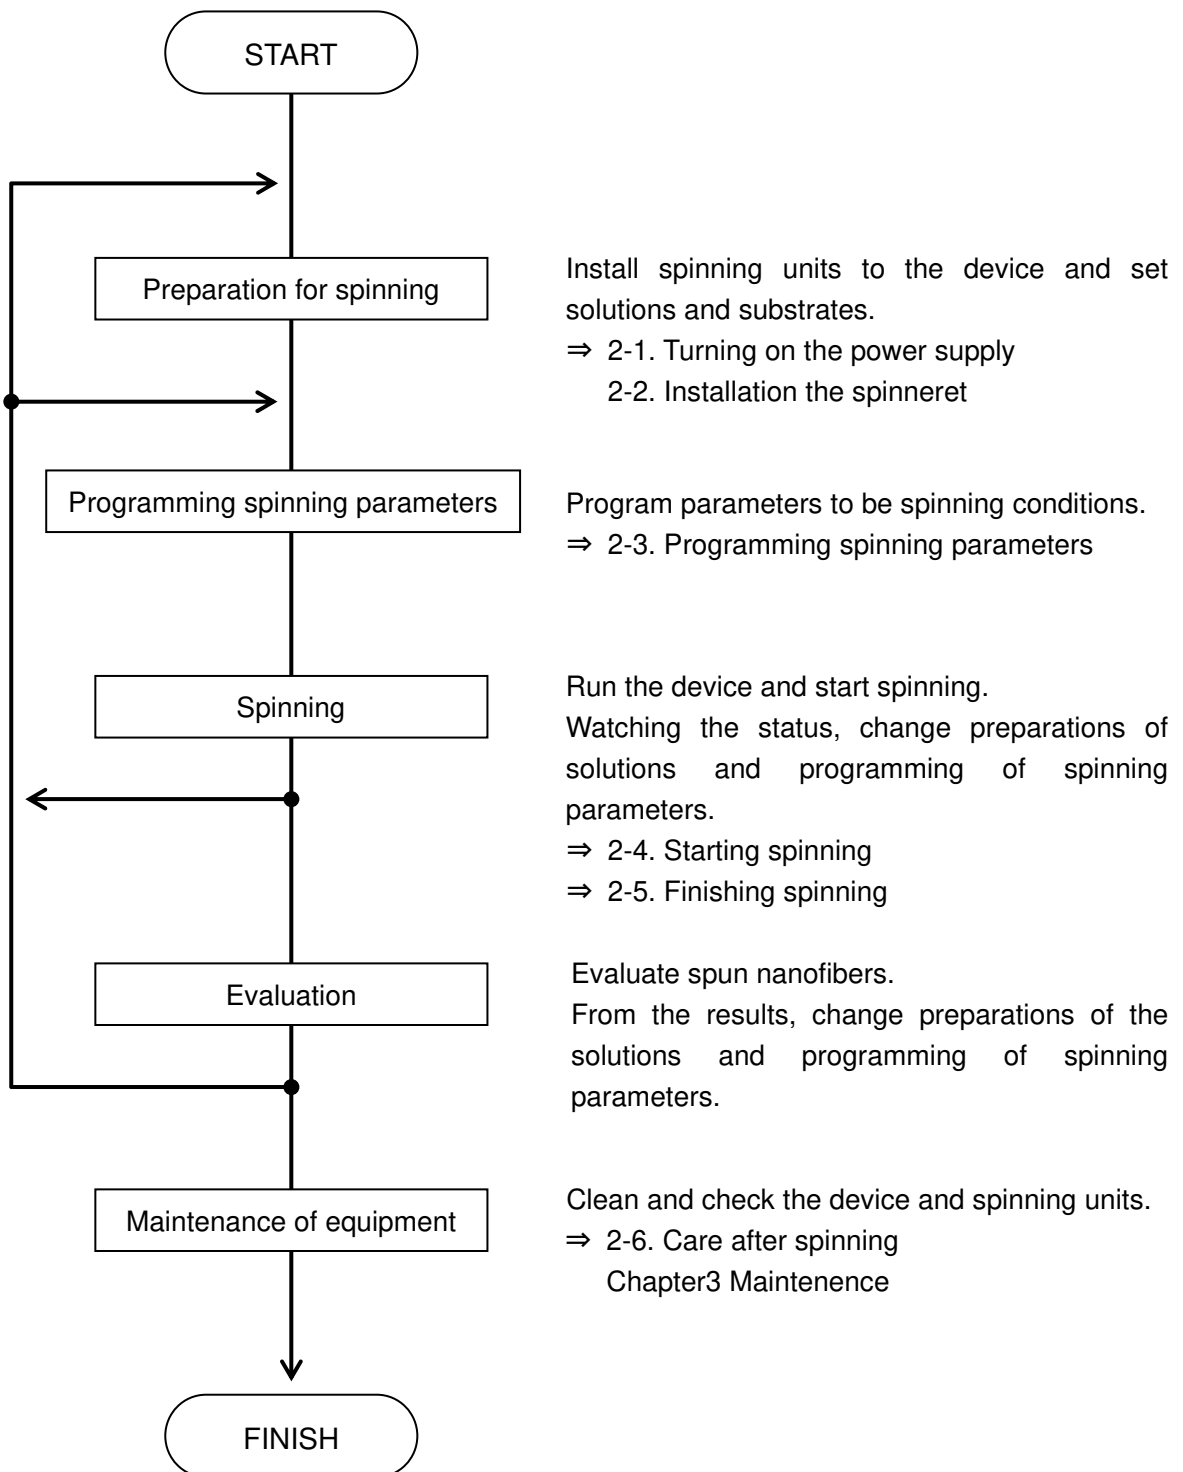 START
Preparation for spinning
Install spinning units to the device and set
solutions and substrates.
⇒ 2-1. Turning on the power supply
2-2. Installation the spinneret
Programming spinning parameters
Program parameters to be spinning conditions.
⇒ 2-3. Programming spinning parameters
Spinning
Run the device and start spinning.
Watching the status, change preparations of
solutions and programming of spinning
parameters.
⇒ 2-4. Starting spinning
⇒ 2-5. Finishing spinning
Evaluation
Evaluate spun nanofibers.
From the results, change preparations of the
solutions and programming of spinning
parameters.
Maintenance of equipment
Clean and check the device and spinning units.
⇒ 2-6. Care after spinning
Chapter3 Maintenence
FINISH